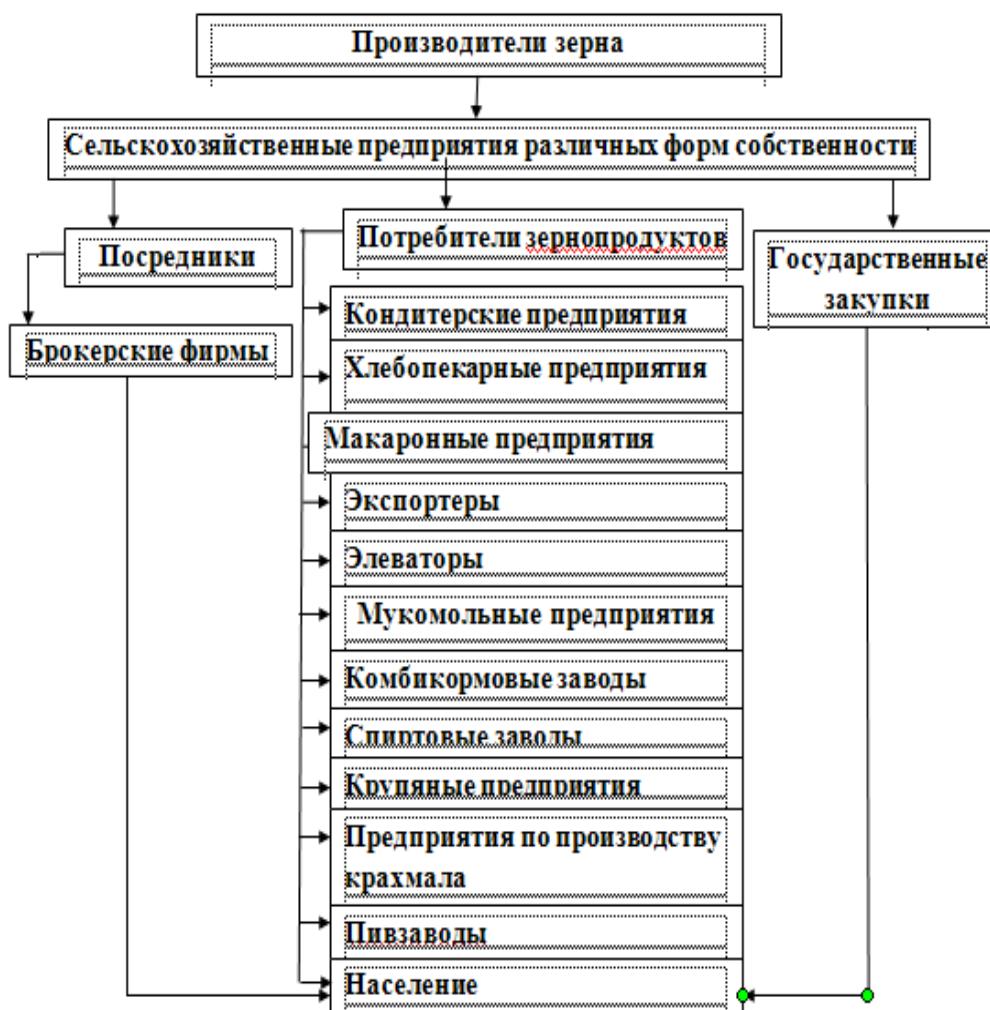 Производители зерна
Сельскохозяйственные предприятия различных форм собственности
Посредники
Потребители зернопродуктов
Государственные
закупки
Брокерские фирмы
Кондитерские предприятия
Хлебопекарные предприятия
Макаронные предприятия
Экспортеры
Элеваторы
Мукомольные предприятия
Комбикормовые заводы
Спиртовые заводы
Крупяные предприятия
Предприятия по производству
крахмала
Пивзаводы
Население